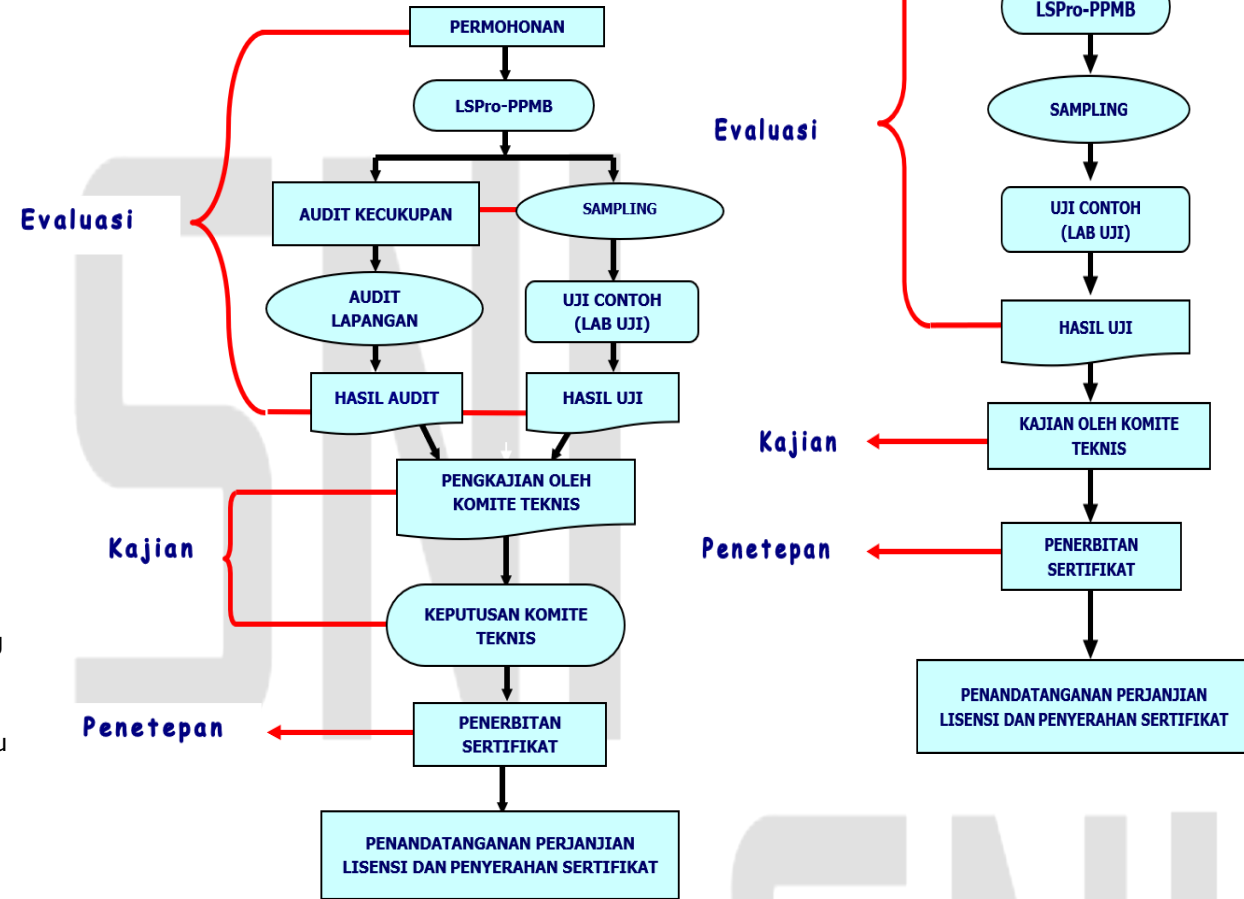 PERMOHONAN
LSPro-PPMB
Evaluasi
AUDIT KECUKUPAN
SAMPLING
AUDIT
LAPANGAN
UJI CONTOH
(LAB UJI)
HASIL AUDIT
HASIL UJI
PENGKAJIAN OLEH
KOMITE TEKNIS
Kajian
KEPUTUSAN KOMITE
TEKNIS
Penetepan
PENERBITAN
SERTIFIKAT
PENANDATANGANAN PERJANJIAN
LISENSI DAN PENYERAHAN SERTIFIKAT
LSPro-PPMB
Evaluasi
SAMPLING
UJI CONTOH
(LAB UJI)
HASIL UJI
Kajian
KAJIAN OLEH KOMITE
TEKNIS
Penetepan
PENERBITAN
SERTIFIKAT
PENANDATANGANAN PERJANJIAN
LISENSI DAN PENYERAHAN SERTIFIKAT
SNI